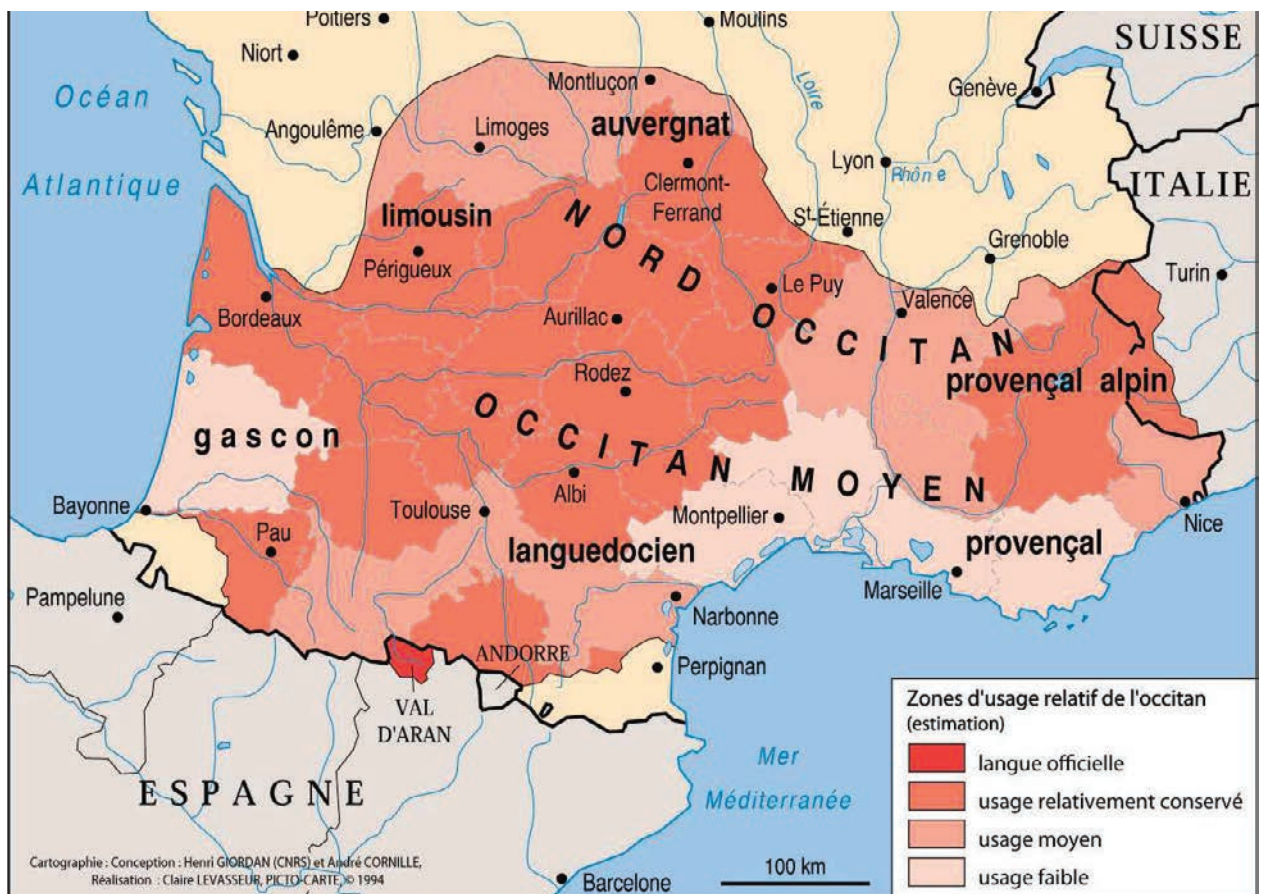 Poitiers
Moulins
SUISSE
Niort
Genève
Montluçon
Océan
Atlantique
Loire
Angoulême
Limoges
auvergnat
Lyon
Rhône
ITALIE
Clermont-
Ferrand
limousin
St-Étienne
NORD OCCITAN
Grenoble
Périgueux
Turin
Le Puy
Valence
Bordeaux
Aurillac
Rodez
provençal alpin
OCCITAN MOYEN
gascon
Albi
Bayonne
Toulouse
Montpellier
Nice
Pau
languedocien
provençal
Marseille
Pampelune
Narbonne
ANDORRE
Perpignan
VAL
D'ARAN
ESPAGNE
Mer
Méditerranée
Barcelone
100 km
Zones d'usage relatif de l'occitan
(estimation)
langue officielle
usage relativement conservé
usage moyen
usage faible
Cartographie : Conception : Henri GIORDAN (CNRS) et André CORNILLE,
Réalisation : Claire LEVASSEUR, PICTO-CARTE, © 1994